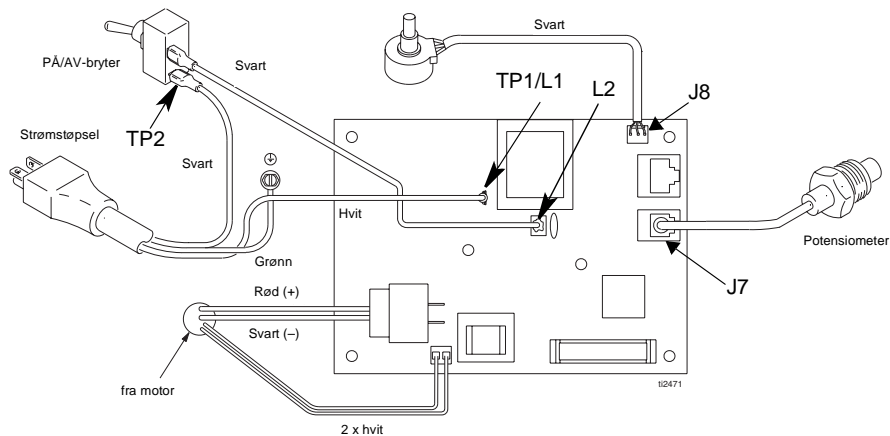 Svart
PÅ/AV-bryter
Svart
TP1/L1
L2
J8
TP2
Strømstøpsel
Svart
Hvit
Potensiometer
Grønn
J7
Rød (+)
Svart (–)
fra motor
ti2471
2 x hvit